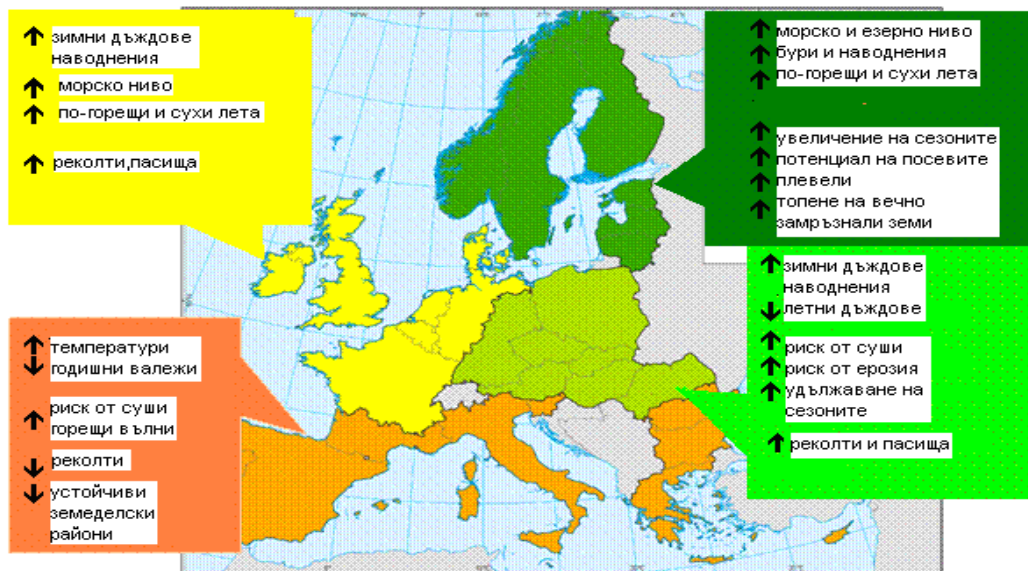 ↑ зимни дъждове
наводнения
↑ морско ниво
↑ по-горещи и сухи лета
↑ реколти,пасища
↑ морско и езерно ниво
↑ бури и наводнения
↑ по-горещи и сухи лета
↑ увеличение на сезоните
↑ потенциал на посевите
↑ плевели
↑ топене на вечно
замръзнали земи
↑ температури
↓ годишни валежи
↑ риск от суши
горещи вълни
↓ реколти
↓ устойчиви
земеделски
райони
↑ зимни дъждове
наводнения
↓ летни дъждове
↑ риск от суши
↑ риск от ерозия
↑ удължаване на
сезоните
↑ реколти и пасища